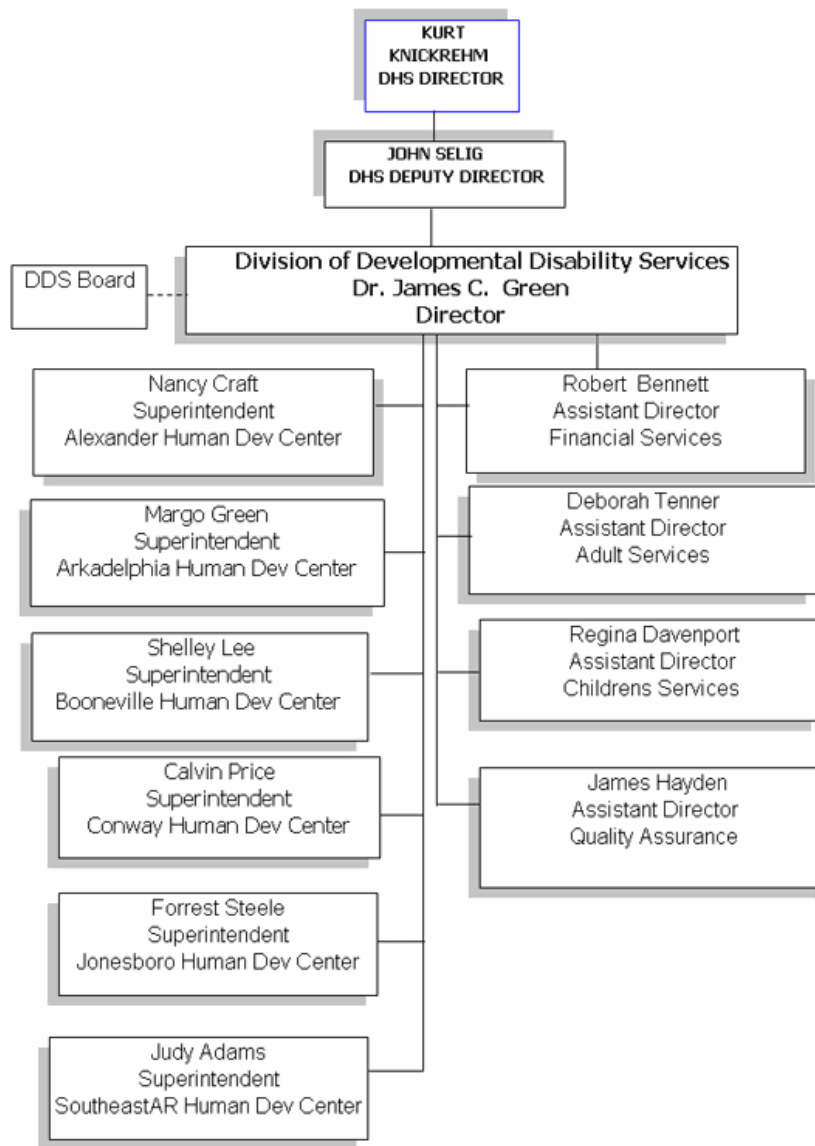 KURT
KNICKREHM
DHS DIRECTOR
JOHN SELIG
DHS DEPUTY DIRECTOR
Division of Developmental Disability Services
Dr. James C. Green
Director
DDS Board
Nancy Craft
Superintendent
Alexander Human Dev Center
Robert Bennett
Assistant Director
Financial Services
Margo Green
Superintendent
Arkadelphia Human Dev Center
Deborah Tenner
Assistant Director
Adult Services
Shelley Lee
Superintendent
Booneville Human Dev Center
Regina Davenport
Assistant Director
Childrens Services
Calvin Price
Superintendent
Conway Human Dev Center
James Hayden
Assistant Director
Quality Assurance
Forrest Steele
Superintendent
Jonesboro Human Dev Center
Judy Adams
Superintendent
SoutheastAR Human Dev Center